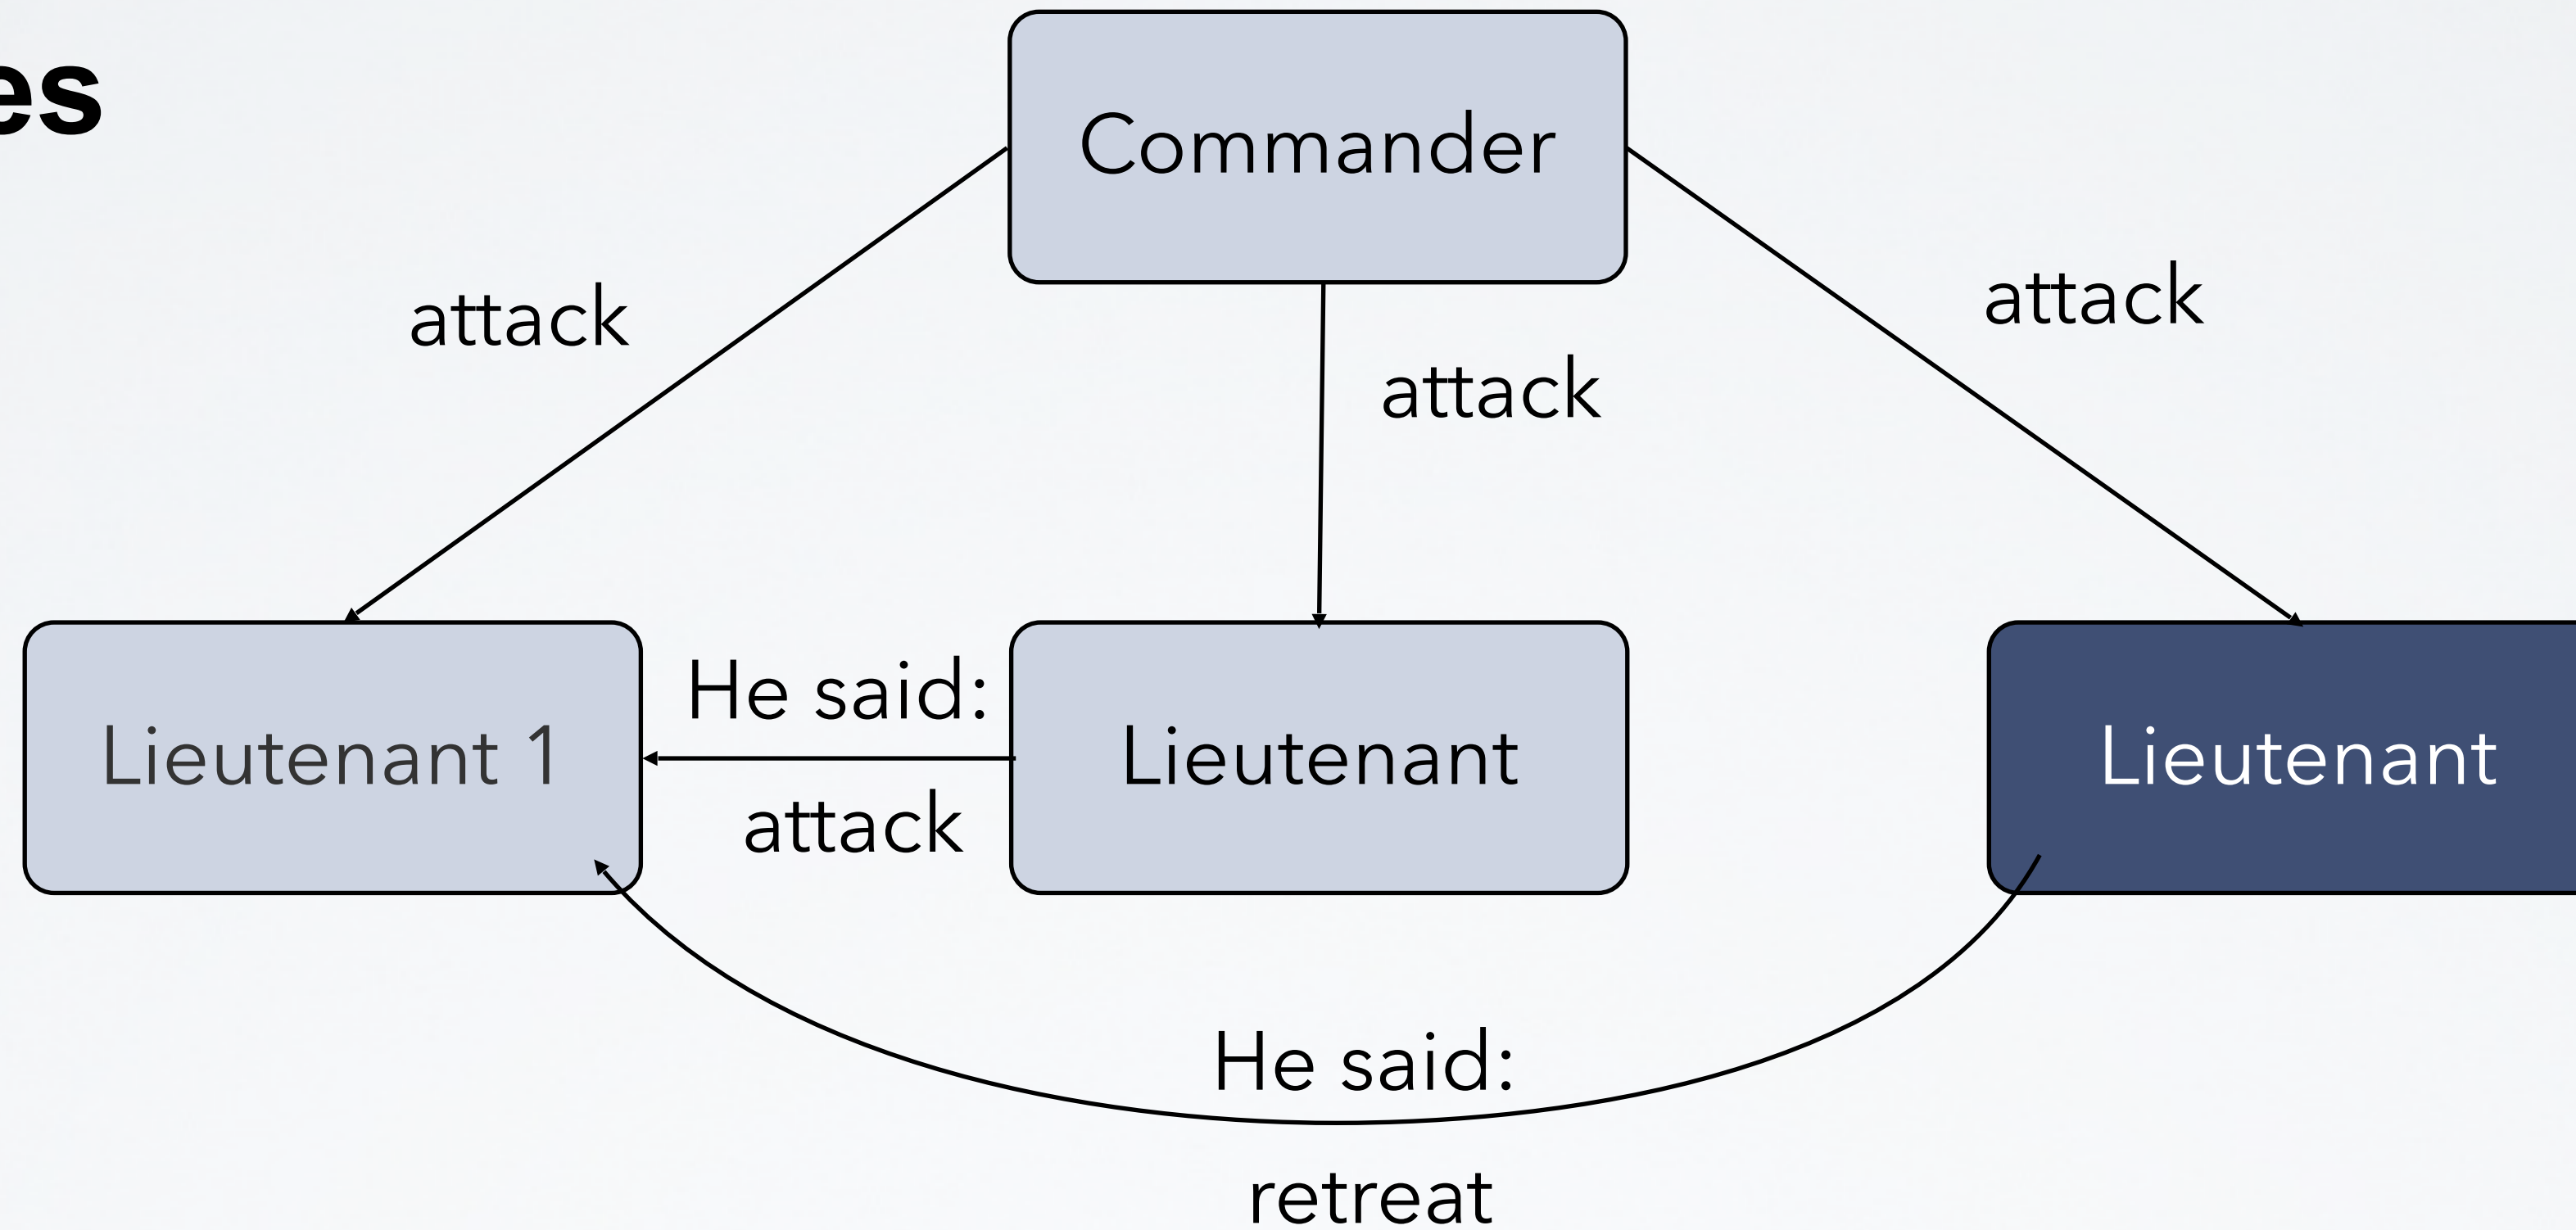 es
Commander
attack
attack
attack
Lieutenant 1
He said:
attack
Lieutenant
Lieutenant
He said:
retreat